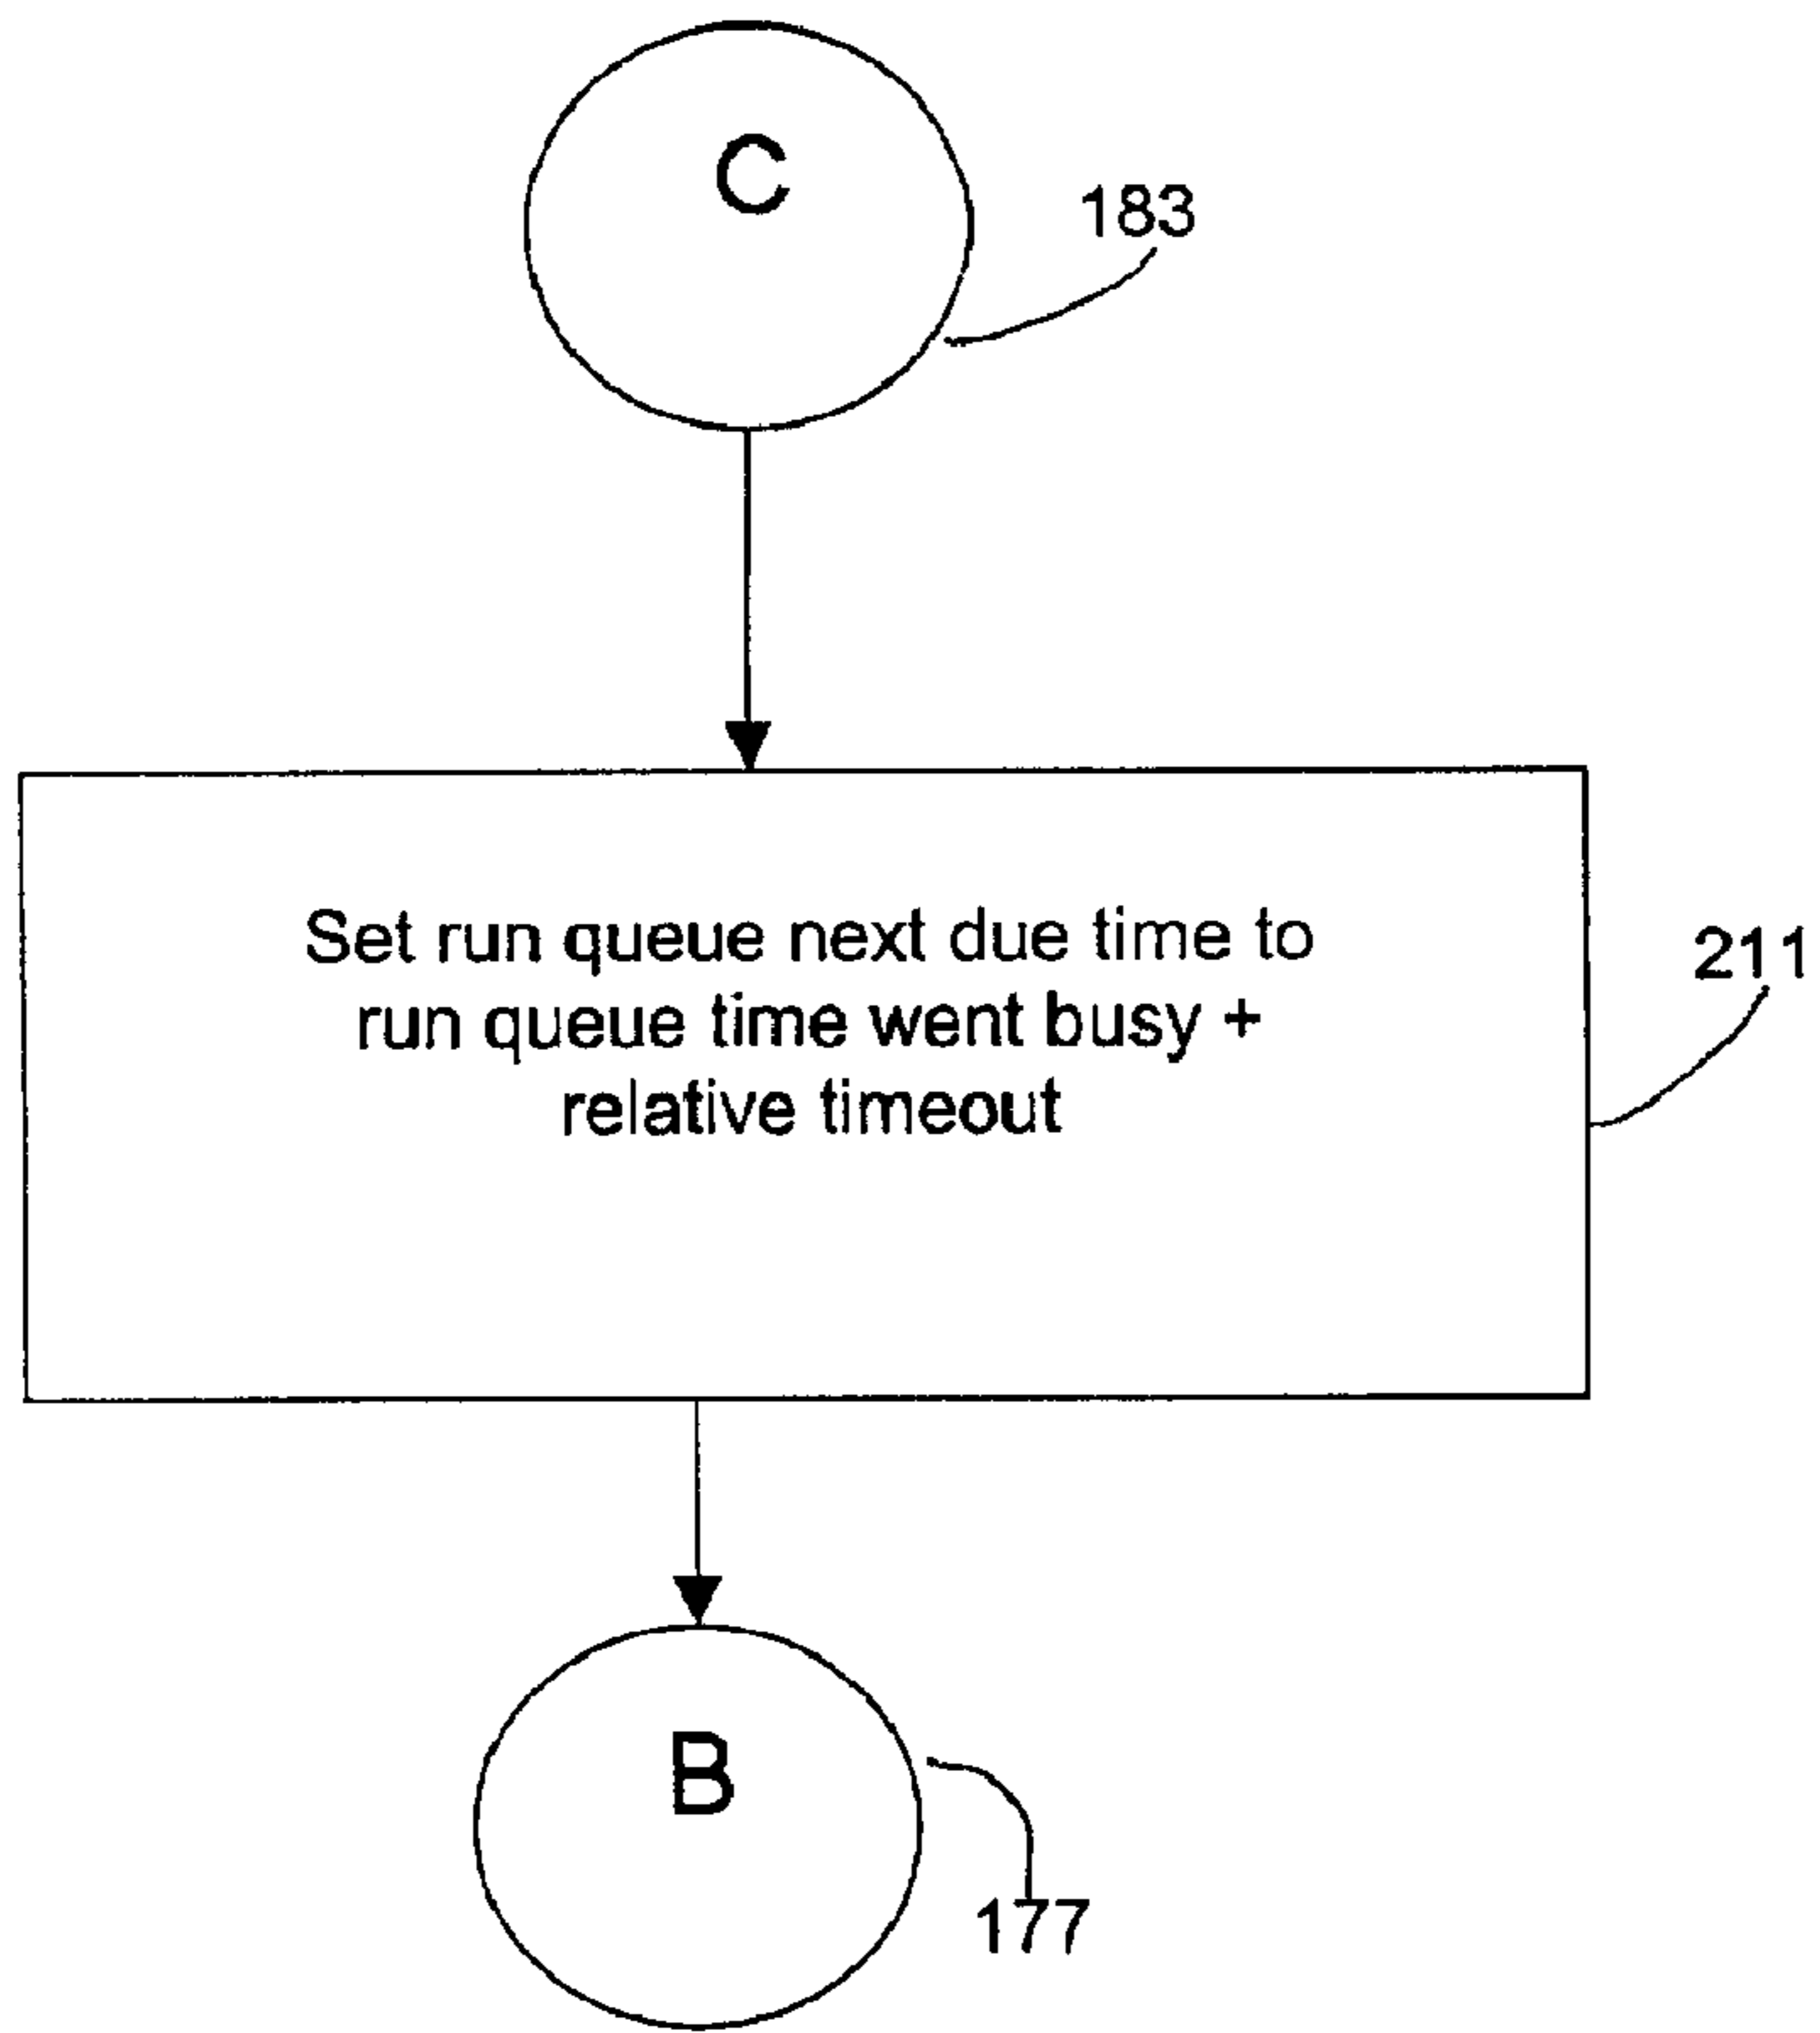 C
183
Set run queue next due time to
run queue time went busy +
relative timeout
211
B
177